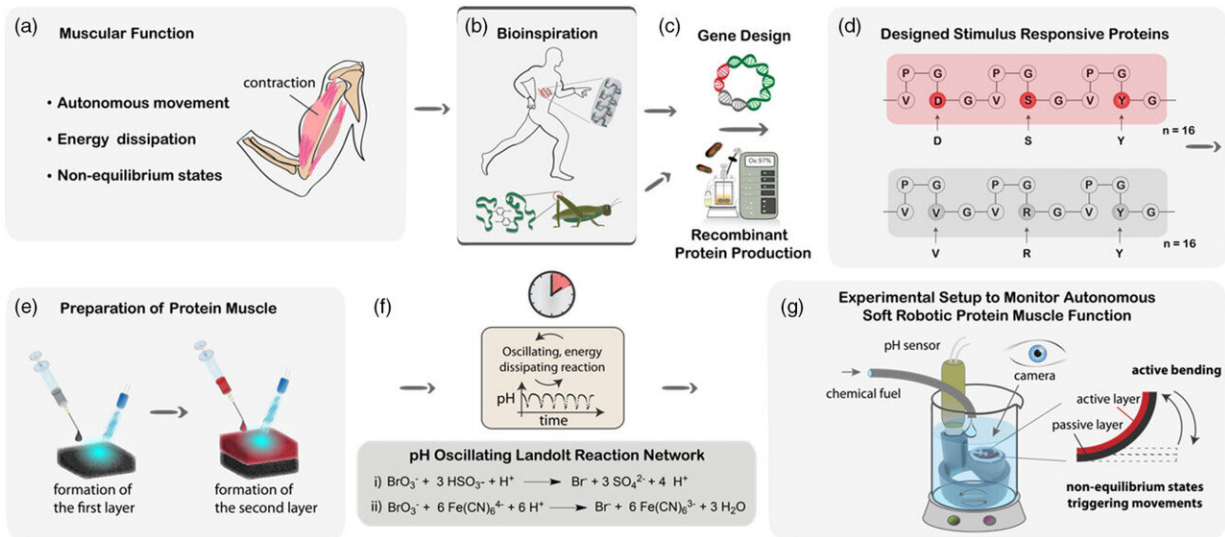 (a)
Muscular Function
contraction
• Autonomous movement
• Energy dissipation
• Non-equilibrium states
(b)
Bioinspiration
(c)
Gene Design
0x:97%
Recombinant
Protein Production
(d)
Designed Stimulus Responsive Proteins
P G P G P G
V D G V S G V Y G
D S Y
n = 16
P G P G P G
V V G V R G V Y G
V R Y
n = 16
(e)
Preparation of Protein Muscle
formation of
the first layer
formation of
the second layer
(f)
Oscillating, energy
dissipating reaction
pH
time
pH Oscillating Landolt Reaction Network
i) BrO₃⁻ + 3 HSO₃- + H⁺ ⟶ Br⁻ + 3 SO₄²⁻ + 4 H⁺
ii) BrO₃⁻ + 6 Fe(CN)₆⁴⁻ + 6 H⁺ ⟶ Br⁻ + 6 Fe(CN)₆³⁻ + 3 H₂O
(g)
Experimental Setup to Monitor Autonomous
Soft Robotic Protein Muscle Function
pH sensor
camera
chemical fuel
active bending
active layer
passive layer
non-equilibrium states
triggering movements